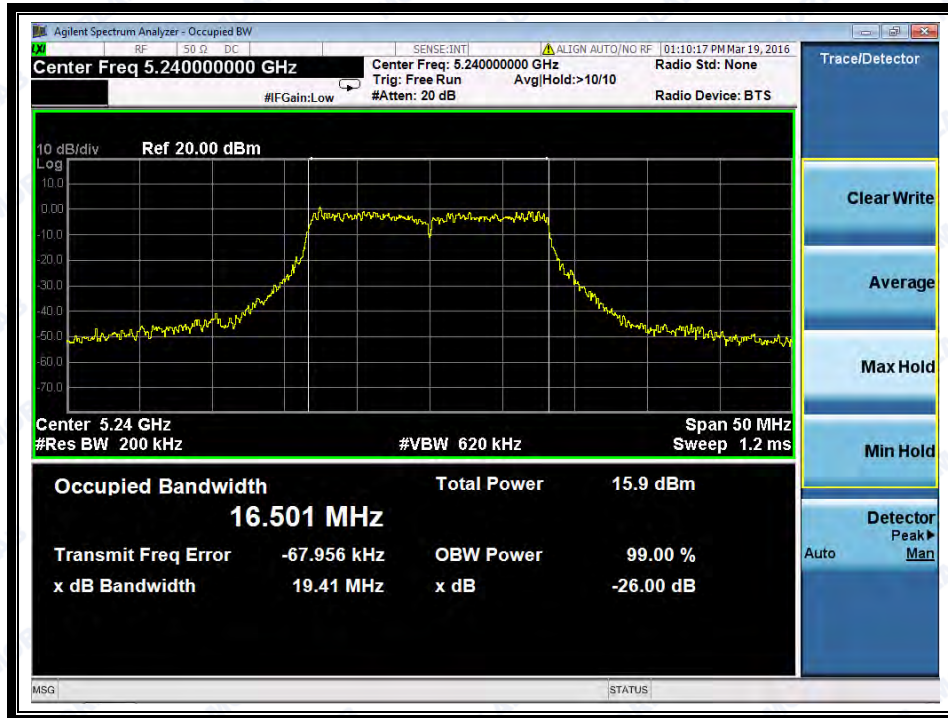 Agilent Spectrum Analyzer - Occupied BW
LXI RF 50 Ω DC SENSE:INT ALIGN AUTO/NO RF 01:10:17 PM Mar 19, 2016
Center Freq 5.240000000 GHz
Center Freq: 5.240000000 GHz
Radio Std: None
Trig: Free Run Avg|Hold:>10/10
#IFGain:Low
#Atten: 20 dB
Radio Device: BTS
10 dB/div Ref 20.00 dBm
Log
10.0
0.00
-10.0
-20.0
-30.0
-40.0
-50.0
-60.0
-70.0
Center 5.24 GHz Span 50 MHz
#Res BW 200 kHz #VBW 620 kHz Sweep 1.2 ms
Occupied Bandwidth Total Power 15.9 dBm
16.501 MHz
Transmit Freq Error -67.956 kHz OBW Power 99.00 %
x dB Bandwidth 19.41 MHz x dB -26.00 dB
MSG STATUS
Trace/Detector
Clear Write
Average
Max Hold
Min Hold
Detector
Peak▶
Auto Man